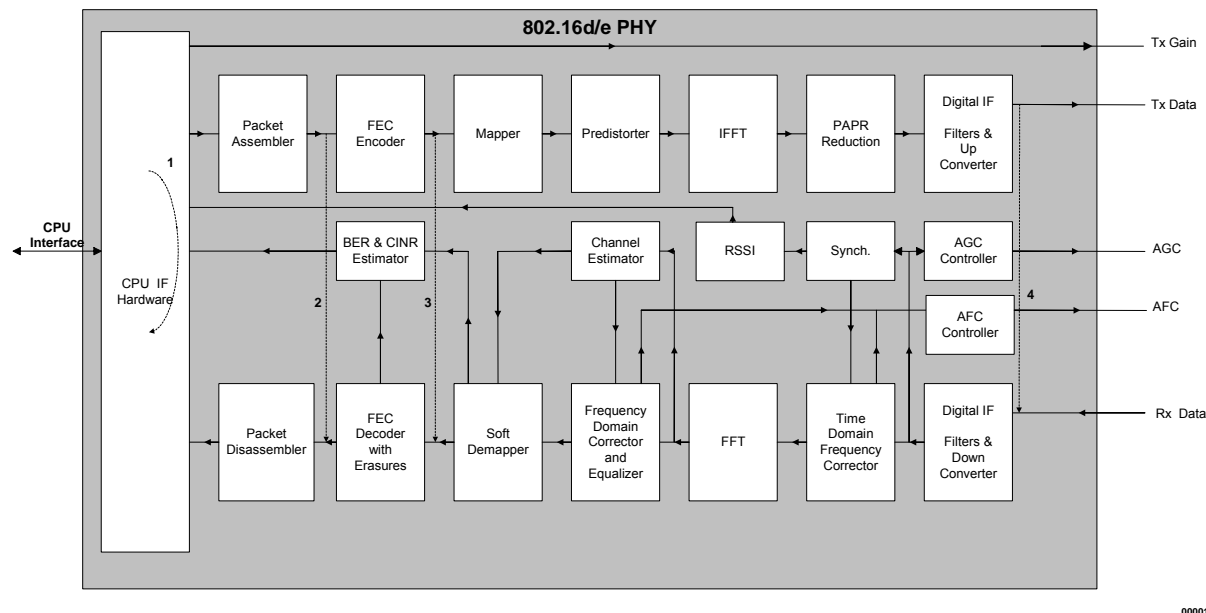 802.16d/e PHY
Tx Gain
Packet
Assembler
FEC
Encoder
Mapper
Predistorter
IFFT
PAPR
Reduction
Digital IF
Filters &
Up
Converter
Tx Data
1
CPU
Interface
CPU IF
Hardware
BER & CINR
Estimator
Channel
Estimator
RSSI
Synch.
AGC
Controller
AGC
2
3
4
AFC
Controller
AFC
Packet
Disassembler
FEC
Decoder
with
Erasures
Soft
Demapper
Frequency
Domain
Corrector
and
Equalizer
FFT
Time
Domain
Frequency
Corrector
Digital IF
Filters &
Down
Converter
Rx Data
00001